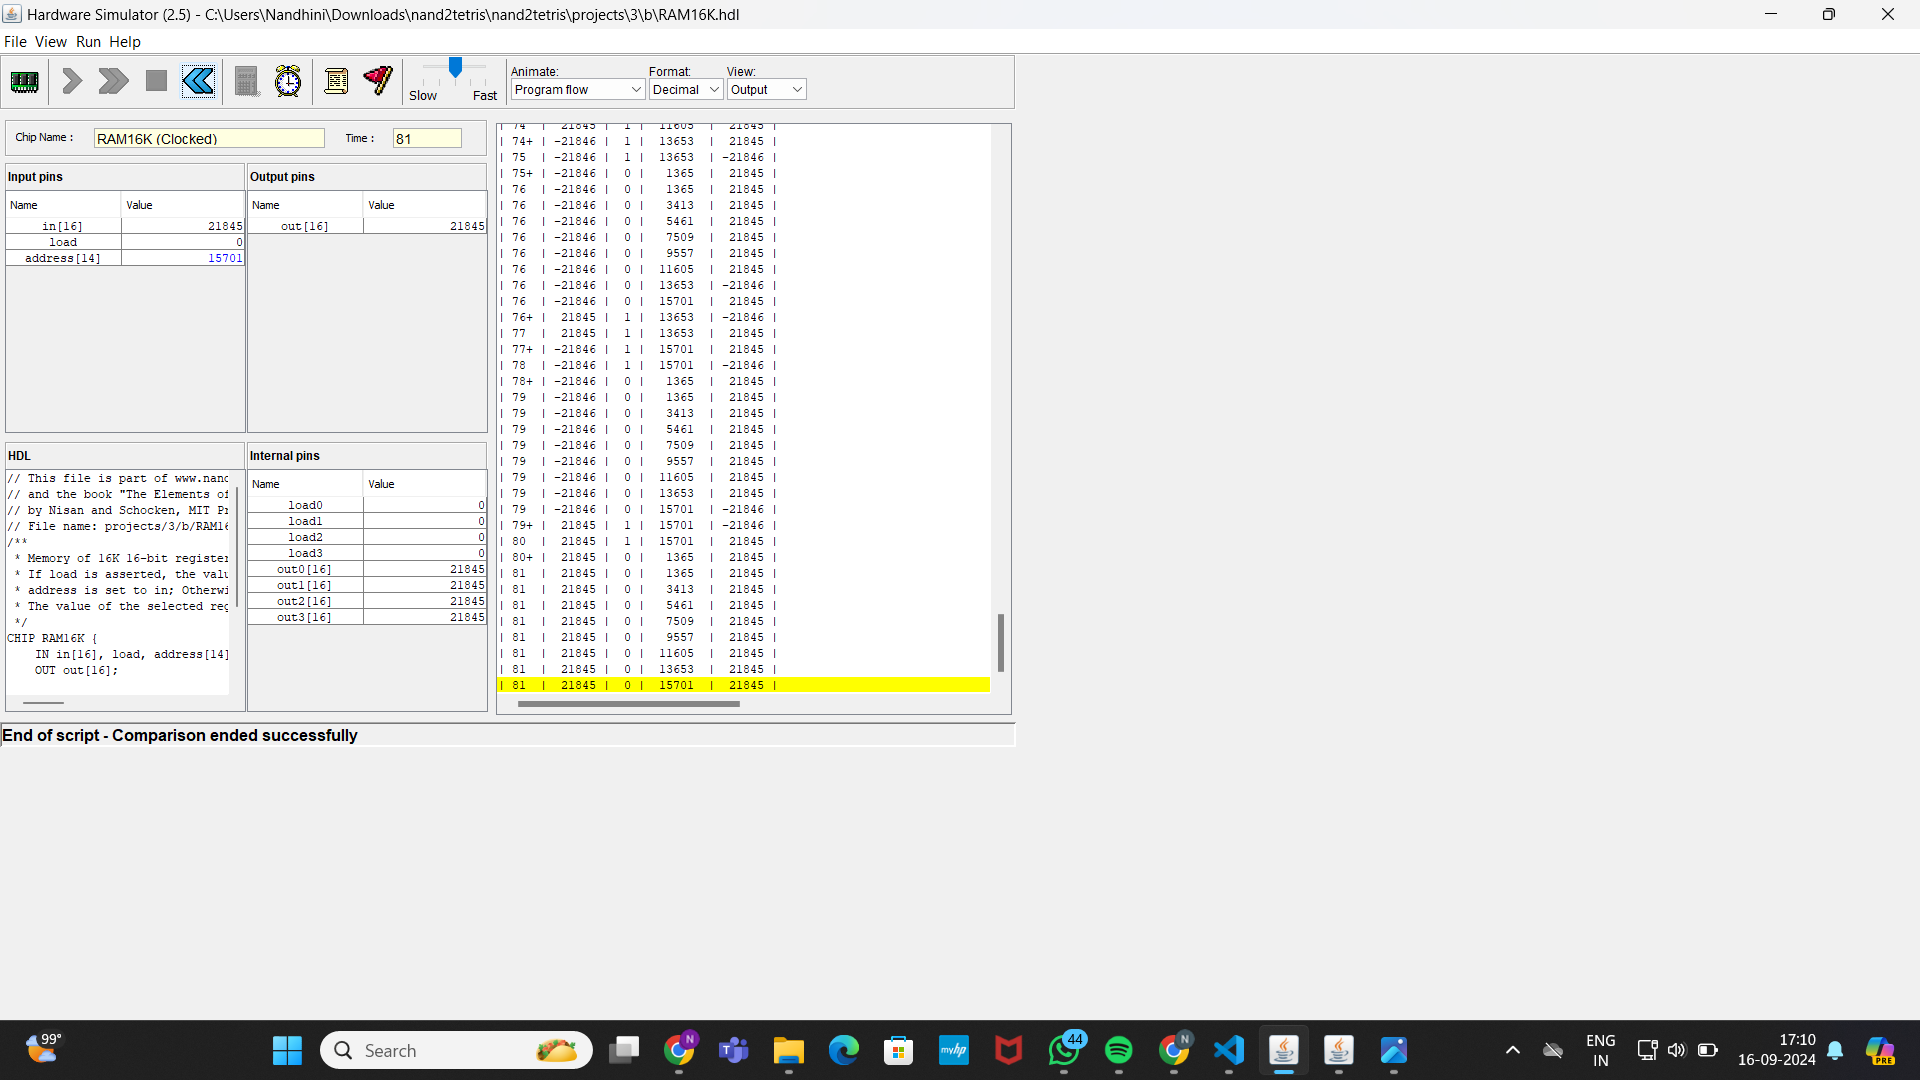 Hardware Simulator (2.5) - C:\Users\Nandhini\Downloads\nand2tetris\nand2tetris\projects\3\b\RAM16K.hdl
File View Run Help
Slow Fast
Animate: Format: View:
Program flow Decimal Output
Chip Name : RAM16K (Clocked) Time : 81
Input pins
Name Value
in[16] 21845
load 0
address[14] 15701
Output pins
Name Value
out[16] 21845
HDL
// This file is part of www.nand
// and the book "The Elements of
// by Nisan and Schocken, MIT Pr
// File name: projects/3/b/RAM16
/**
* Memory of 16K 16-bit register
* If load is asserted, the valu
* address is set to in; Otherwi
* The value of the selected reg
*/
CHIP RAM16K {
IN in[16], load, address[14]
OUT out[16];
Internal pins
Name Value
load0 0
load1 0
load2 0
load3 0
out0[16] 21845
out1[16] 21845
out2[16] 21845
out3[16] 21845
| 74 | 21845 | 1 | 11605 | 21845 |
| 74+ | -21846 | 1 | 13653 | 21845 |
| 75 | -21846 | 1 | 13653 | -21846 |
| 75+ | -21846 | 0 | 1365 | 21845 |
| 76 | -21846 | 0 | 1365 | 21845 |
| 76 | -21846 | 0 | 3413 | 21845 |
| 76 | -21846 | 0 | 5461 | 21845 |
| 76 | -21846 | 0 | 7509 | 21845 |
| 76 | -21846 | 0 | 9557 | 21845 |
| 76 | -21846 | 0 | 11605 | 21845 |
| 76 | -21846 | 0 | 13653 | -21846 |
| 76 | -21846 | 0 | 15701 | 21845 |
| 76+ | 21845 | 1 | 13653 | -21846 |
| 77 | 21845 | 1 | 13653 | 21845 |
| 77+ | -21846 | 1 | 15701 | 21845 |
| 78 | -21846 | 1 | 15701 | -21846 |
| 78+ | -21846 | 0 | 1365 | 21845 |
| 79 | -21846 | 0 | 1365 | 21845 |
| 79 | -21846 | 0 | 3413 | 21845 |
| 79 | -21846 | 0 | 5461 | 21845 |
| 79 | -21846 | 0 | 7509 | 21845 |
| 79 | -21846 | 0 | 9557 | 21845 |
| 79 | -21846 | 0 | 11605 | 21845 |
| 79 | -21846 | 0 | 13653 | 21845 |
| 79 | -21846 | 0 | 15701 | -21846 |
| 79+ | 21845 | 1 | 15701 | -21846 |
| 80 | 21845 | 1 | 15701 | 21845 |
| 80+ | 21845 | 0 | 1365 | 21845 |
| 81 | 21845 | 0 | 1365 | 21845 |
| 81 | 21845 | 0 | 3413 | 21845 |
| 81 | 21845 | 0 | 5461 | 21845 |
| 81 | 21845 | 0 | 7509 | 21845 |
| 81 | 21845 | 0 | 9557 | 21845 |
| 81 | 21845 | 0 | 11605 | 21845 |
| 81 | 21845 | 0 | 13653 | 21845 |
| 81 | 21845 | 0 | 15701 | 21845 |
End of script - Comparison ended successfully
99°
Search
N
myhp
44
N
ENG
IN
17:10
16-09-2024
PRE